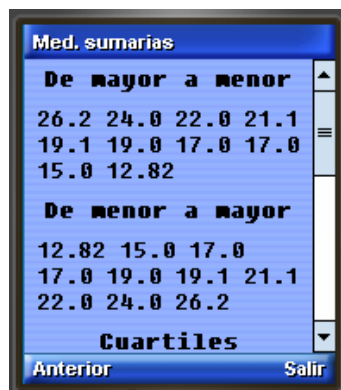 Med. sumarias
De mayor a menor
26.2 24.0 22.0 21.1
19.1 19.0 17.0 17.0
15.0 12.82
De menor a mayor
12.82 15.0 17.0
17.0 19.0 19.1 21.1
22.0 24.0 26.2
Cuartiles
Anterior Salir